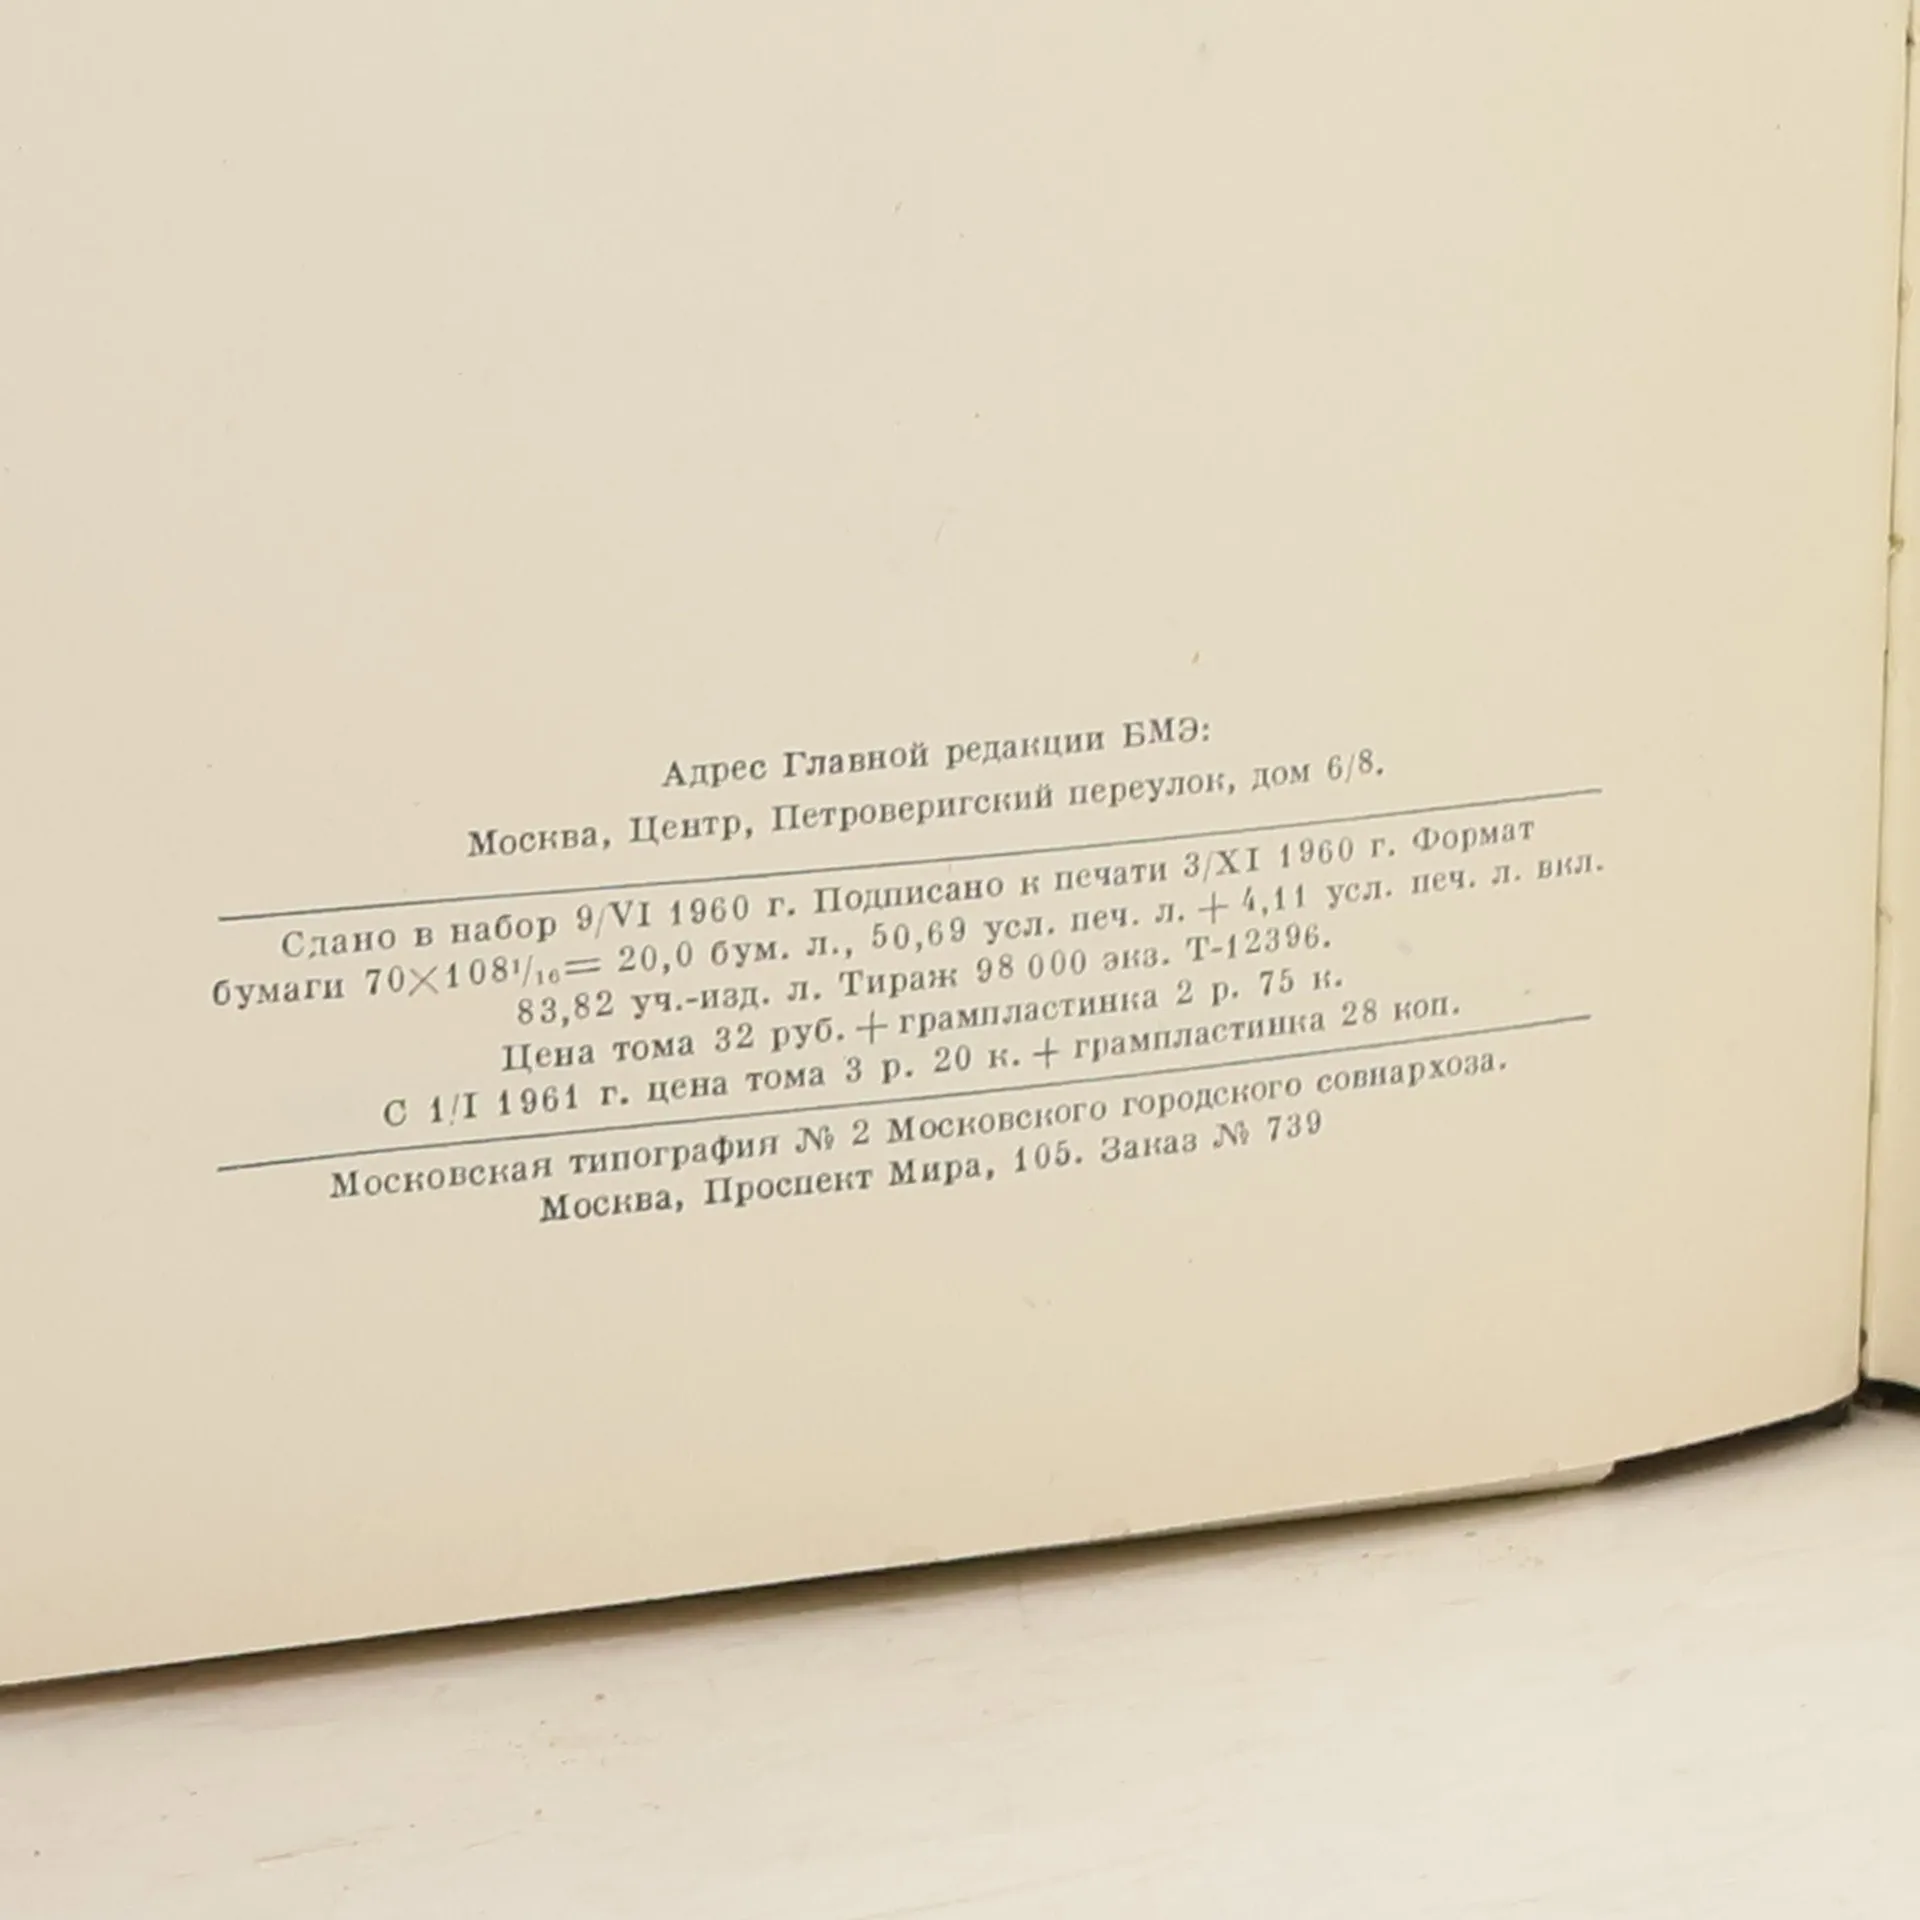 Адрес Главной редакции БМЭ:
Москва, Центр, Петроверигский переулок, дом 6/8.
Сдано в набор 9/VI 1960 г. Подписано к печати 3/XI 1960 г. Формат
бумаги 70×108¹/₁₆= 20,0 бум. л., 50,69 усл. печ. л. + 4,11 усл. печ. л. вкл.
83,82 уч.-изд. л. Тираж 98 000 экз. Т-12396.
Цена тома 32 руб. + грампластинка 2 р. 75 к.
С 1/I 1961 г. цена тома 3 р. 20 к. + грампластинка 28 коп.
Московская типография № 2 Московского городского совнархоза.
Москва, Проспект Мира, 105. Заказ № 739